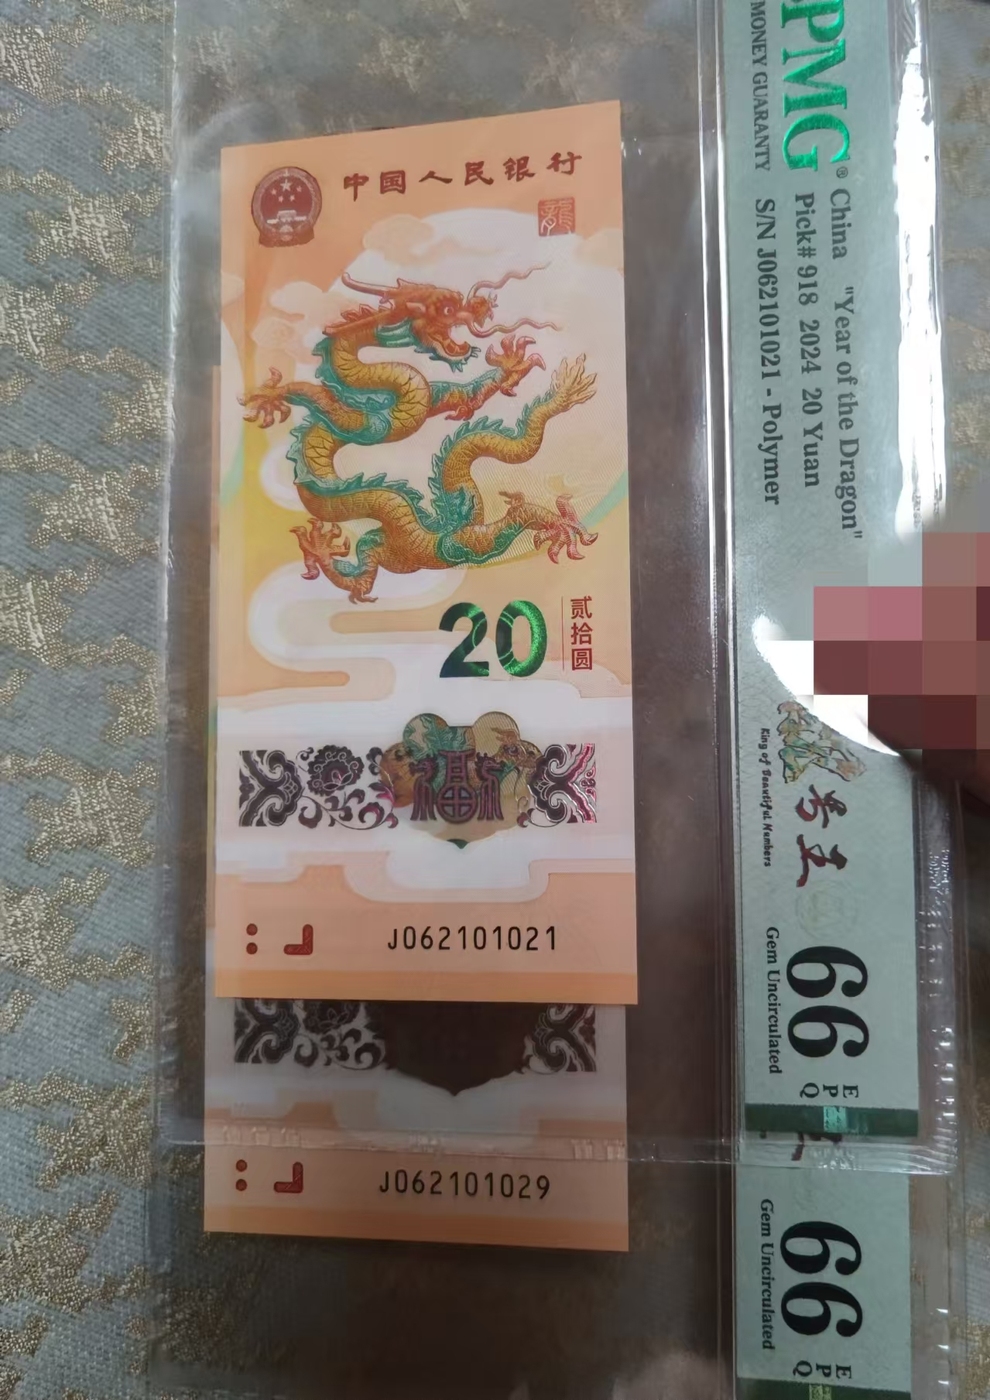 中国人民银行
龍
20
贰拾圆
福
J062101021
J062101029
PMG
MONEY GUARANTY
®
China "Year of the Dragon"
Pick# 918 2024 20 Yuan
S/N J062101021 - Polymer
King of Beautiful Numbers
66 EPQ
Gem Uncirculated
66 EPQ
Gem Uncirculated